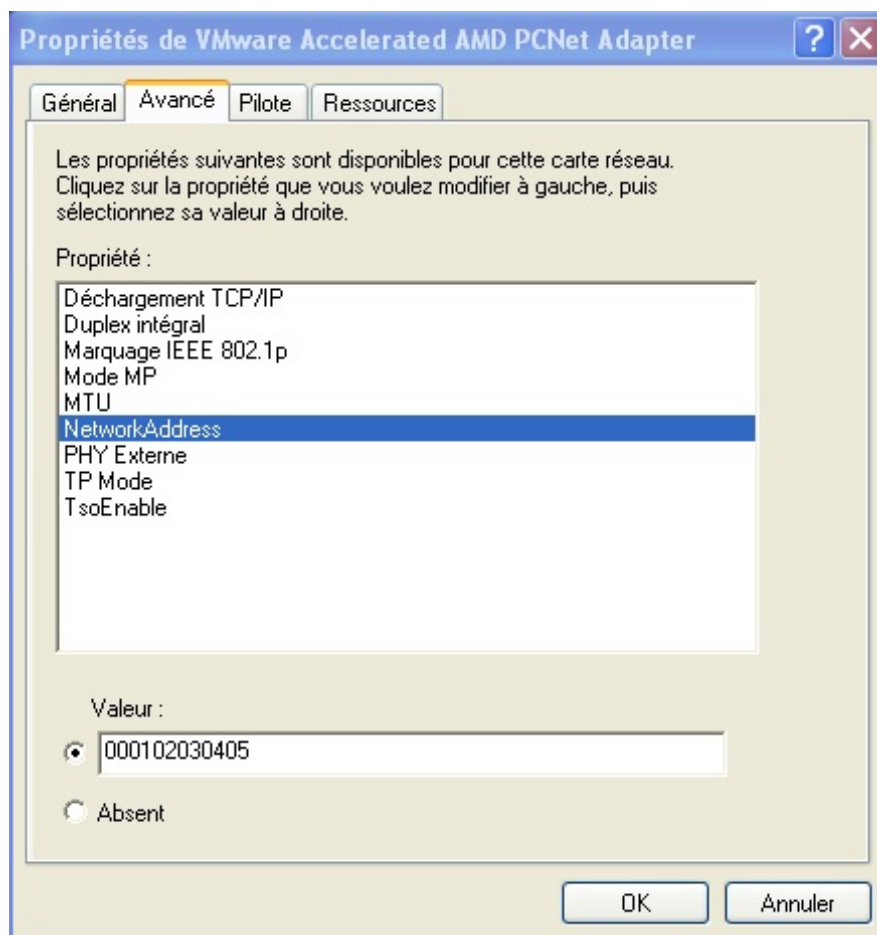 Propriétés de VMware Accelerated AMD PCNet Adapter
Général Avancé Pilote Ressources
Les propriétés suivantes sont disponibles pour cette carte réseau.
Cliquez sur la propriété que vous voulez modifier à gauche, puis
sélectionnez sa valeur à droite.
Propriété :
Déchargement TCP/IP
Duplex intégral
Marquage IEEE 802.1p
Mode MP
MTU
NetworkAddress
PHY Externe
TP Mode
TsoEnable
Valeur :
000102030405
Absent
OK Annuler